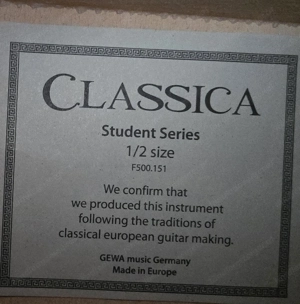 CLASSICA
Student Series
1/2 size
F500.151
We confirm that
we produced this instrument
following the traditions of
classical european guitar making.
GEWA music Germany
Made in Europe